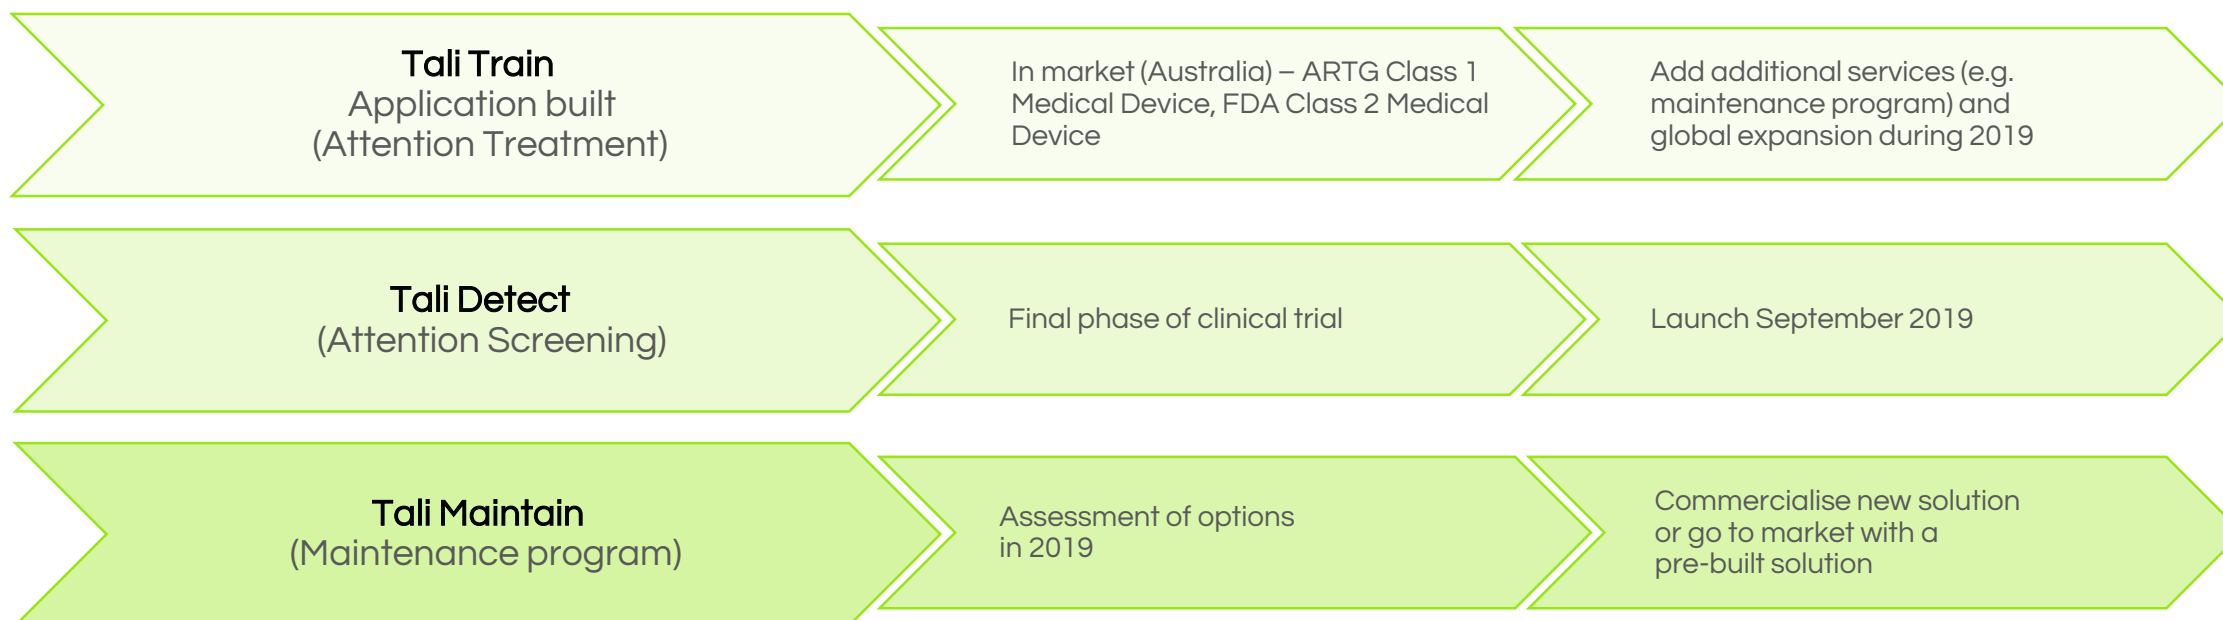 Tali Train
Application built
(Attention Treatment)
In market (Australia) – ARTG Class 1
Medical Device, FDA Class 2 Medical
Device
Add additional services (e.g.
maintenance program) and
global expansion during 2019
Tali Detect
(Attention Screening)
Final phase of clinical trial
Launch September 2019
Tali Maintain
(Maintenance program)
Assessment of options
in 2019
Commercialise new solution
or go to market with a
pre-built solution